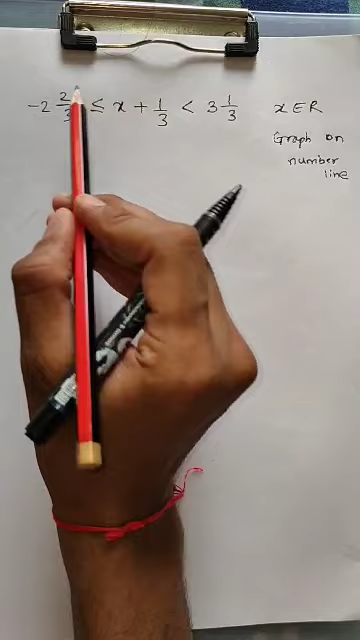 -2 2/3 ≤ x + 1/3 < 3 1/3 x ∈ R
Graph on
number
line